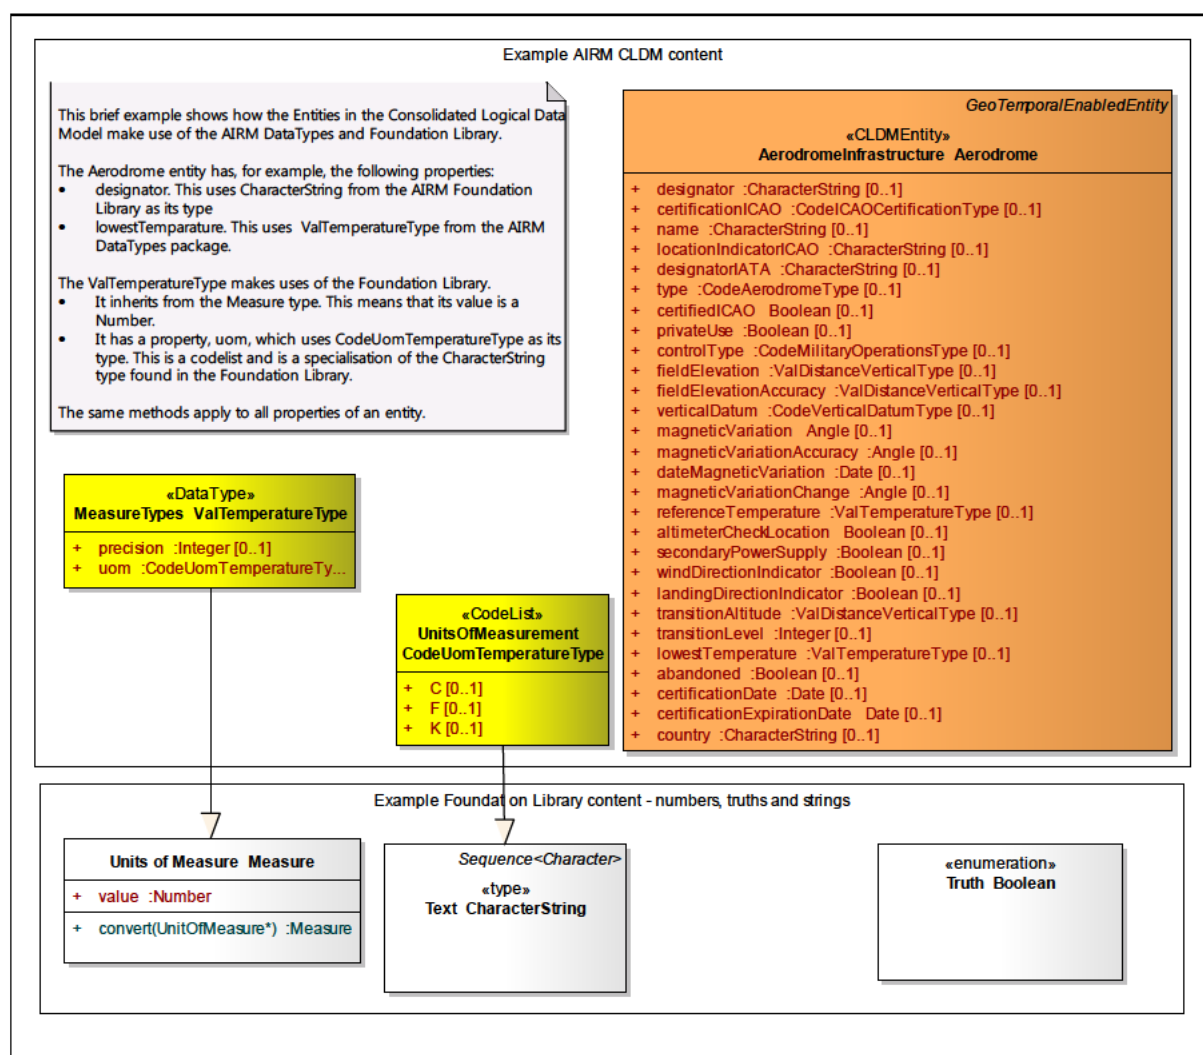 Example AIRM CLDM content
This brief example shows how the Entities in the Consolidated Logical Data
Model make use of the AIRM DataTypes and Foundation Library.
The Aerodrome entity has, for example, the following properties:
• designator. This uses CharacterString from the AIRM Foundation
Library as its type
• lowestTemparature. This uses ValTemperatureType from the AIRM
DataTypes package.
The ValTemperatureType makes uses of the Foundation Library.
• It inherits from the Measure type. This means that its value is a
Number.
• It has a property, uom, which uses CodeUomTemperatureType as its
type. This is a codelist and is a specialisation of the CharacterString
type found in the Foundation Library.
The same methods apply to all properties of an entity.
GeoTemporalEnabledEntity
«CLDMEntity»
AerodromeInfrastructure Aerodrome
+ designator :CharacterString [0..1]
+ certificationICAO :CodeICAOCertificationType [0..1]
+ name :CharacterString [0..1]
+ locationIndicatorICAO :CharacterString [0..1]
+ designatorIATA :CharacterString [0..1]
+ type :CodeAerodromeType [0..1]
+ certifiedICAO Boolean [0..1]
+ privateUse :Boolean [0..1]
+ controlType :CodeMilitaryOperationsType [0..1]
+ fieldElevation :ValDistanceVerticalType [0..1]
+ fieldElevationAccuracy :ValDistanceVerticalType [0..1]
+ verticalDatum :CodeVerticalDatumType [0..1]
+ magneticVariation Angle [0..1]
+ magneticVariationAccuracy :Angle [0..1]
+ dateMagneticVariation :Date [0..1]
+ magneticVariationChange :Angle [0..1]
+ referenceTemperature :ValTemperatureType [0..1]
+ altimeterCheckLocation Boolean [0..1]
+ secondaryPowerSupply :Boolean [0..1]
+ windDirectionIndicator :Boolean [0..1]
+ landingDirectionIndicator :Boolean [0..1]
+ transitionAltitude :ValDistanceVerticalType [0..1]
+ transitionLevel :Integer [0..1]
+ lowestTemperature :ValTemperatureType [0..1]
+ abandoned :Boolean [0..1]
+ certificationDate :Date [0..1]
+ certificationExpirationDate Date [0..1]
+ country :CharacterString [0..1]
«DataType»
MeasureTypes ValTemperatureType
+ precision :Integer [0..1]
+ uom :CodeUomTemperatureTy...
«CodeList»
UnitsOfMeasurement
CodeUomTemperatureType
+ C [0..1]
+ F [0..1]
+ K [0..1]
Example Foundat on Library content - numbers, truths and strings
Units of Measure Measure
+ value :Number
+ convert(UnitOfMeasure*) :Measure
Sequence<Character>
«type»
Text CharacterString
«enumeration»
Truth Boolean